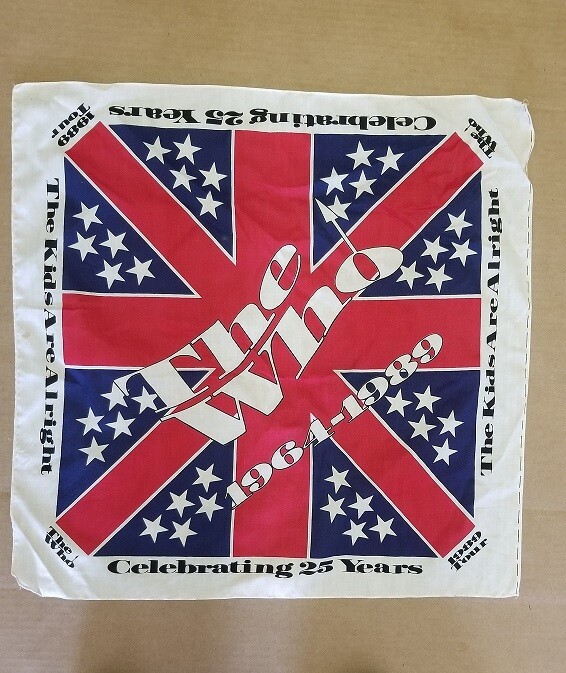 1989
Tour
Celebrating 25 Years
The
Who
The Kids Are Alright
The Who
1964-1989
The Kids Are Alright
The
Who
Celebrating 25 Years
1989
Tour